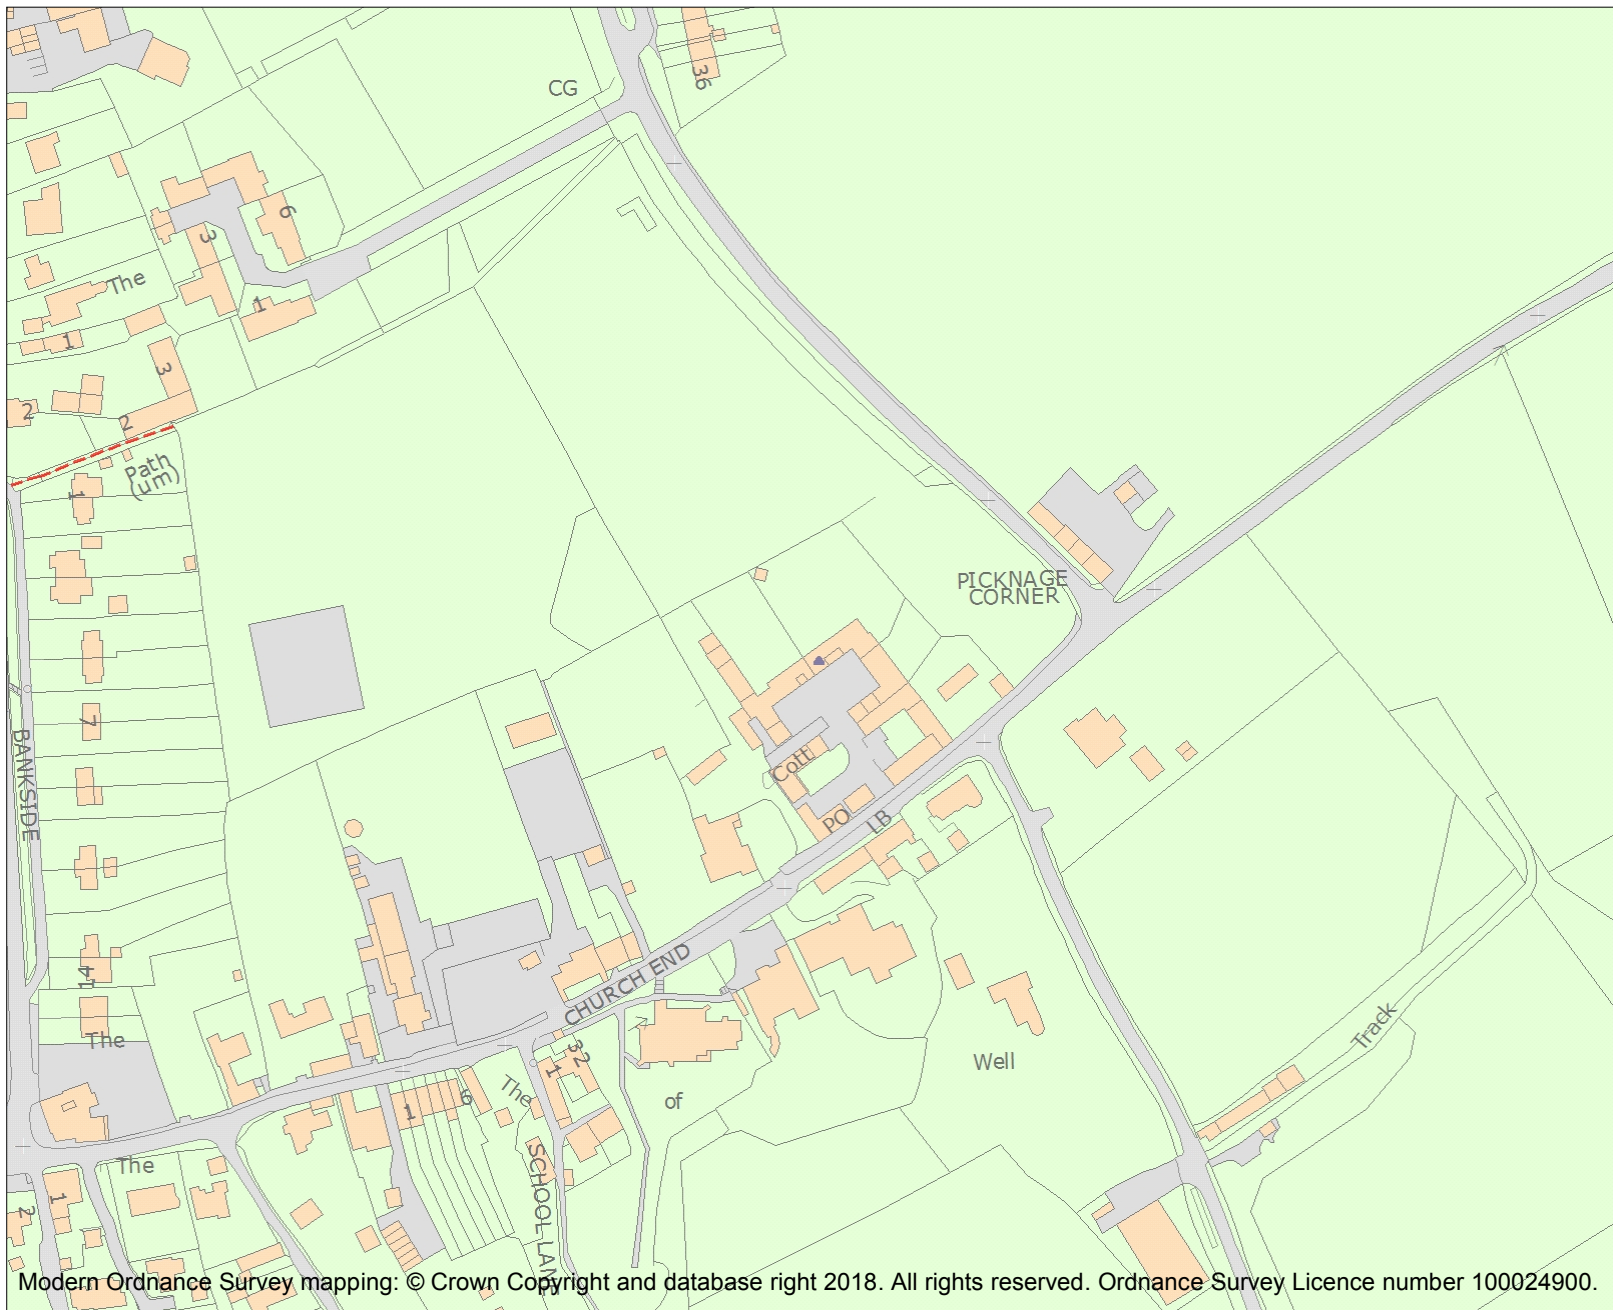 36
CG
6
3
The
1
1
3
2
2
Path
(um)
1
PICKNAGE
CORNER
7
BANKSIDE
Cott
PO
LB
14
CHURCH END
The
Track
3
2
1
Well
The
6
1
of
The
SCHOOL LANE
1
2
Modern Ordnance Survey mapping: © Crown Copyright and database right 2018. All rights reserved. Ordnance Survey Licence number 100024900.